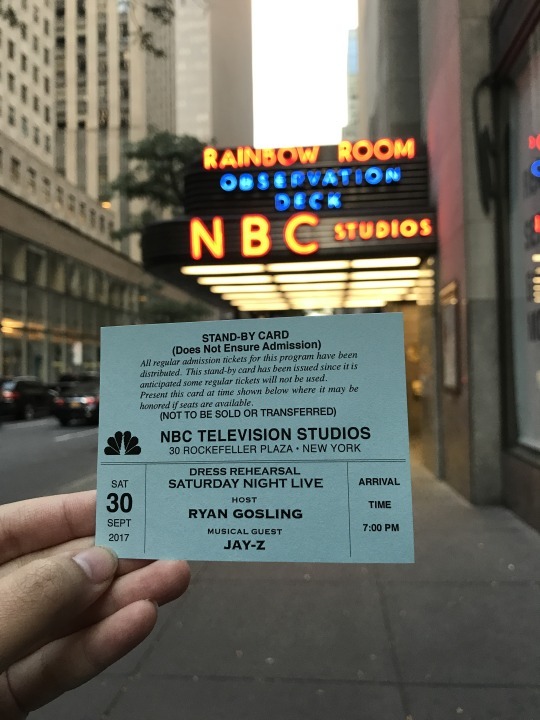 RAINBOW ROOM
OBSERVATION
DECK
NBC STUDIOS
STAND-BY CARD
(Does Not Ensure Admission)
All regular admission tickets for this program have been
distributed. This stand-by card has been issued since it is
anticipated some regular tickets will not be used.
Present this card at time shown below where it may be
honored if seats are available.
(NOT TO BE SOLD OR TRANSFERRED)
NBC TELEVISION STUDIOS
30 ROCKEFELLER PLAZA • NEW YORK
SAT
30
SEPT
2017
DRESS REHEARSAL
SATURDAY NIGHT LIVE
HOST
RYAN GOSLING
MUSICAL GUEST
JAY-Z
ARRIVAL
TIME
7:00 PM